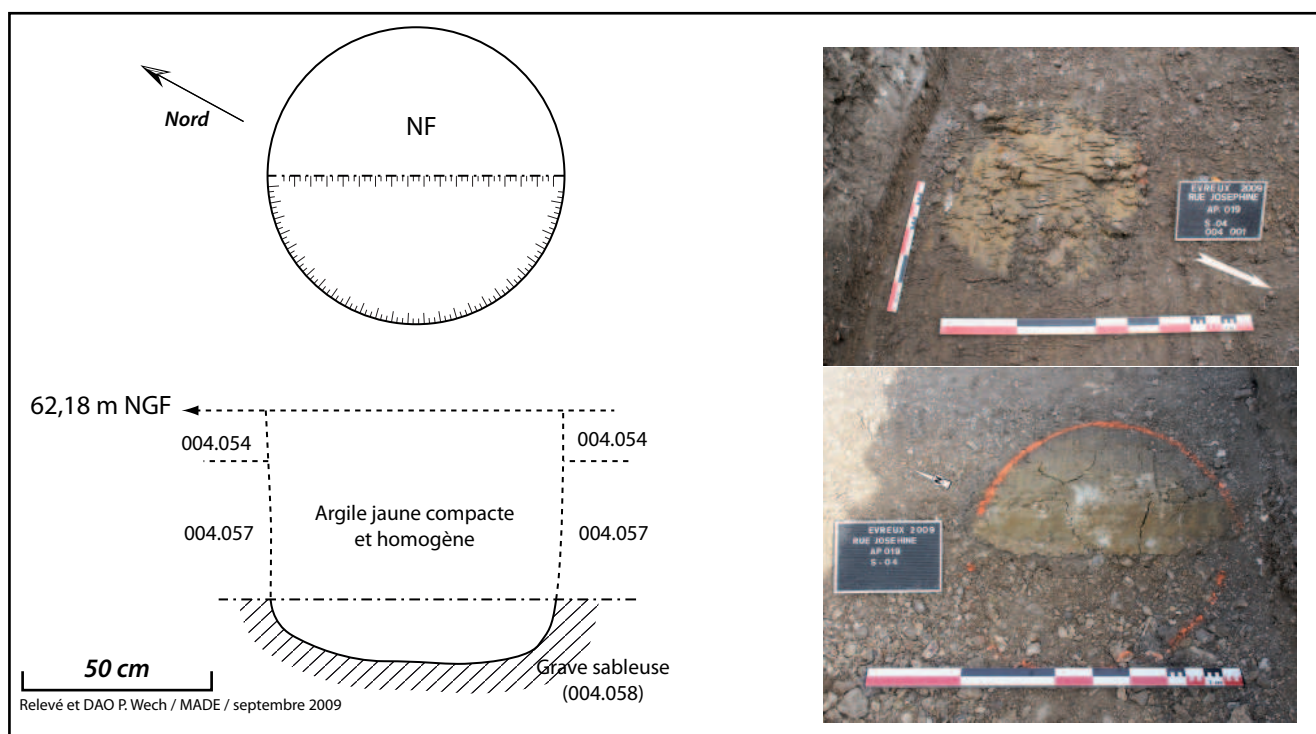 Nord
NF
62,18 m NGF
004.054
004.054
004.057
Argile jaune compacte
et homogène
004.057
Grave sableuse
(004.058)
50 cm
Relevé et DAO P. Wech / MADE / septembre 2009
EVREUX 2009
RUE JOSEPHINE
AP 019
S-04
004 001
EVREUX 2009
RUE JOSEHINE
AP 019
S-04